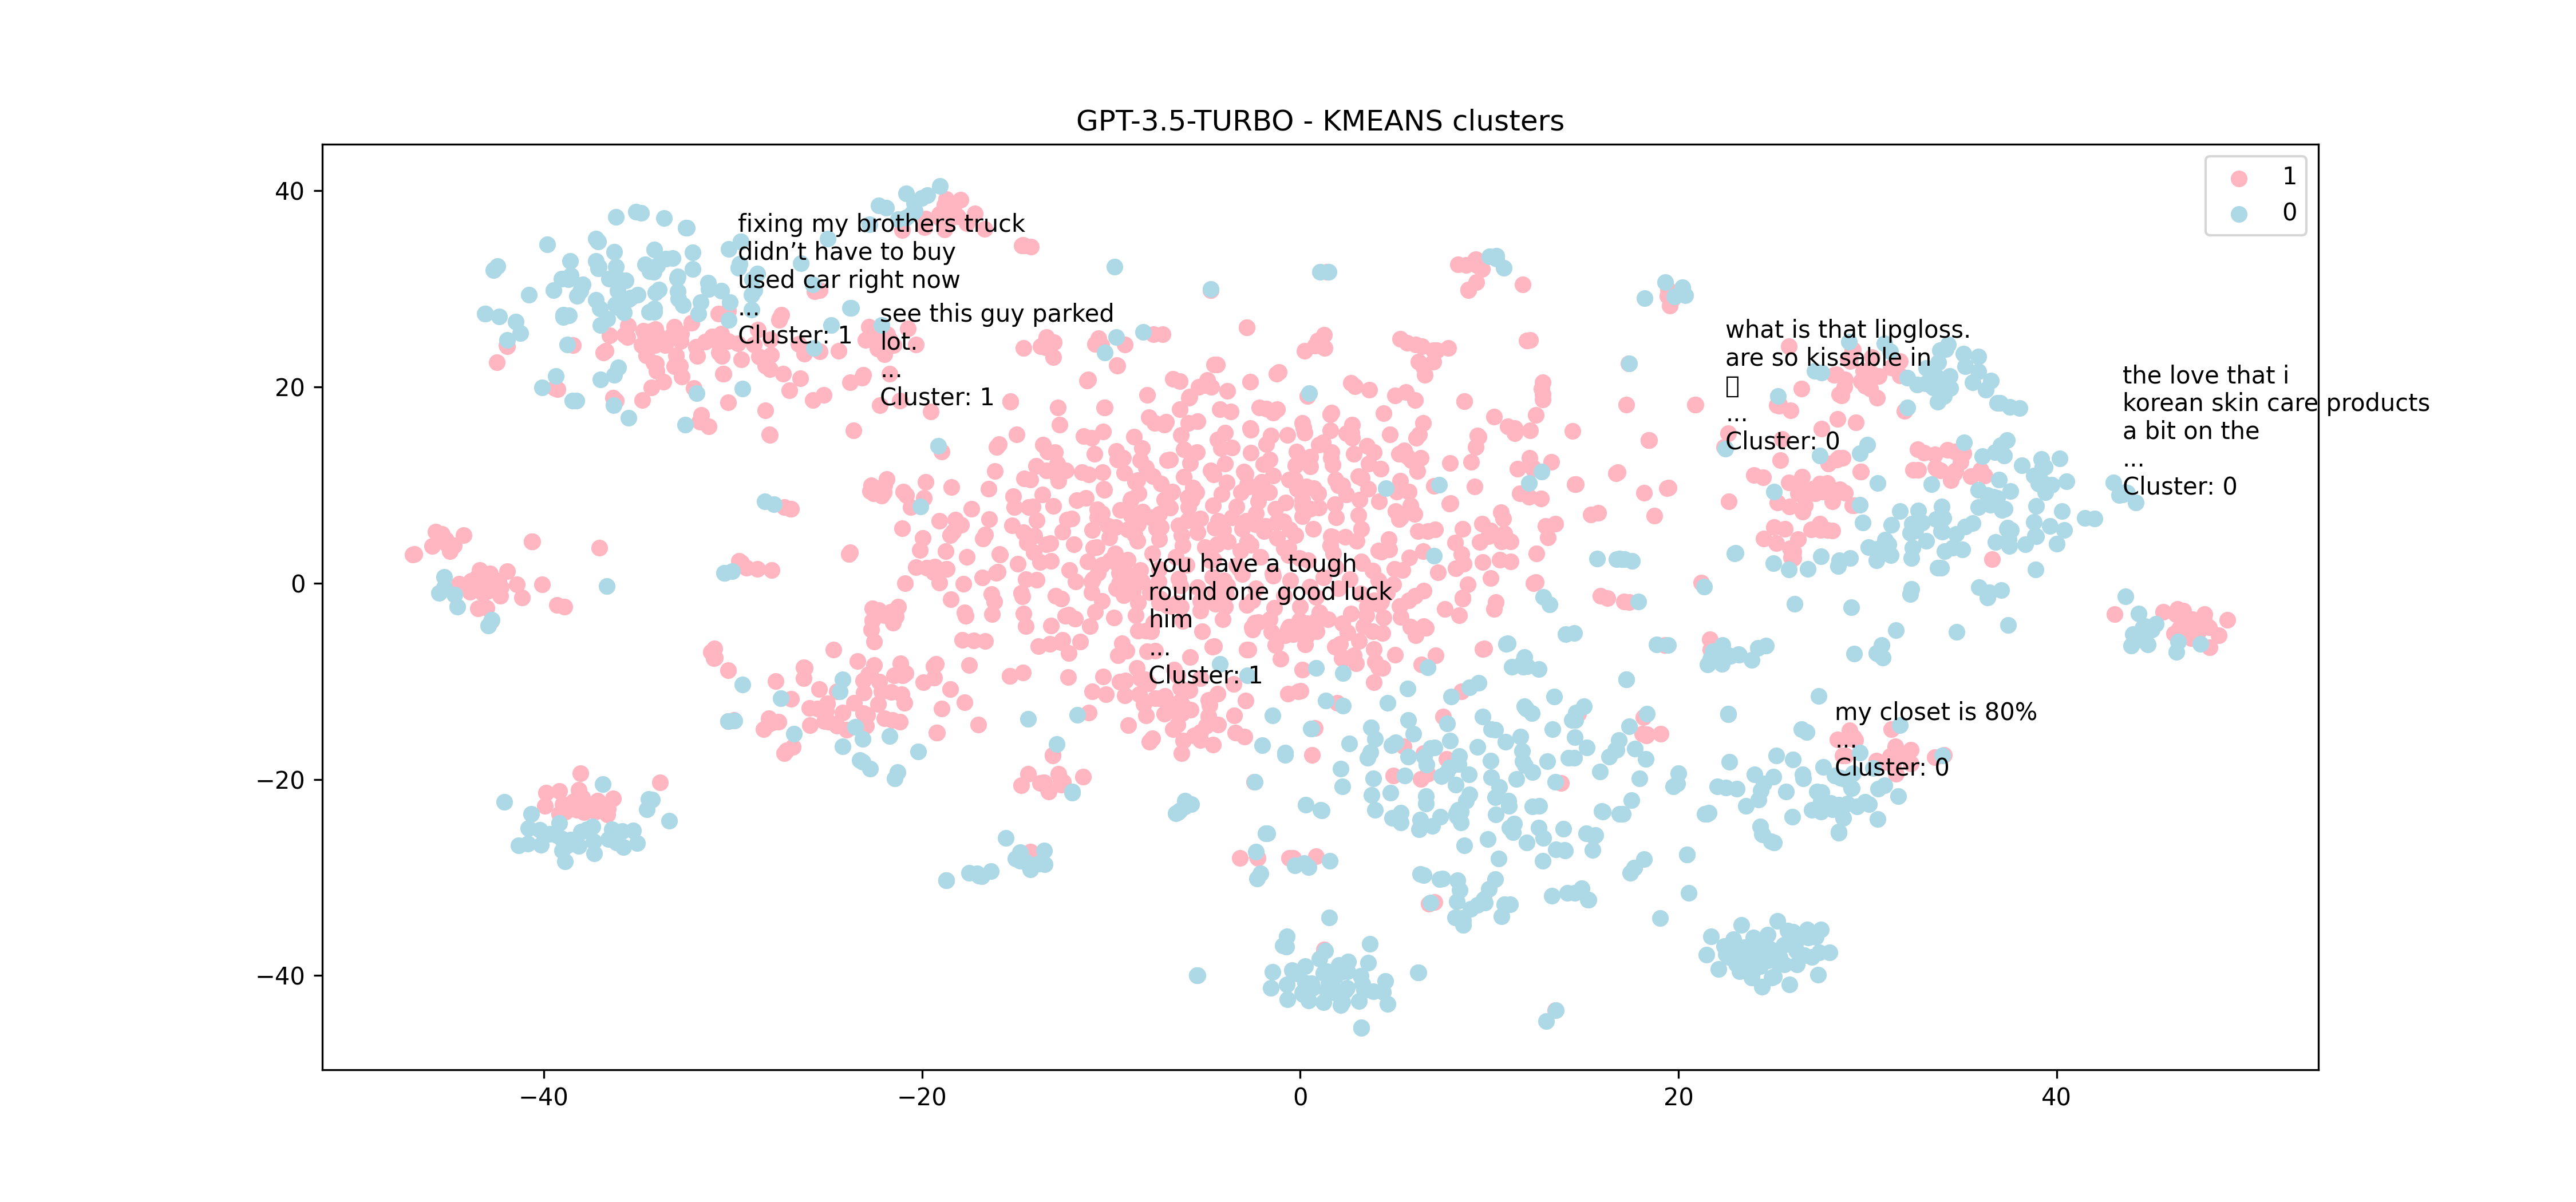 GPT-3.5-TURBO - KMEANS clusters
1
0
fixing my brothers truck
didn’t have to buy
used car right now
...
Cluster: 1
see this guy parked
lot.
...
Cluster: 1
what is that lipgloss.
are so kissable in
▯
...
Cluster: 0
the love that i
korean skin care products
a bit on the
...
Cluster: 0
you have a tough
round one good luck
him
...
Cluster: 1
my closet is 80%
...
Cluster: 0
40
20
0
−20
−40
−40
−20
0
20
40